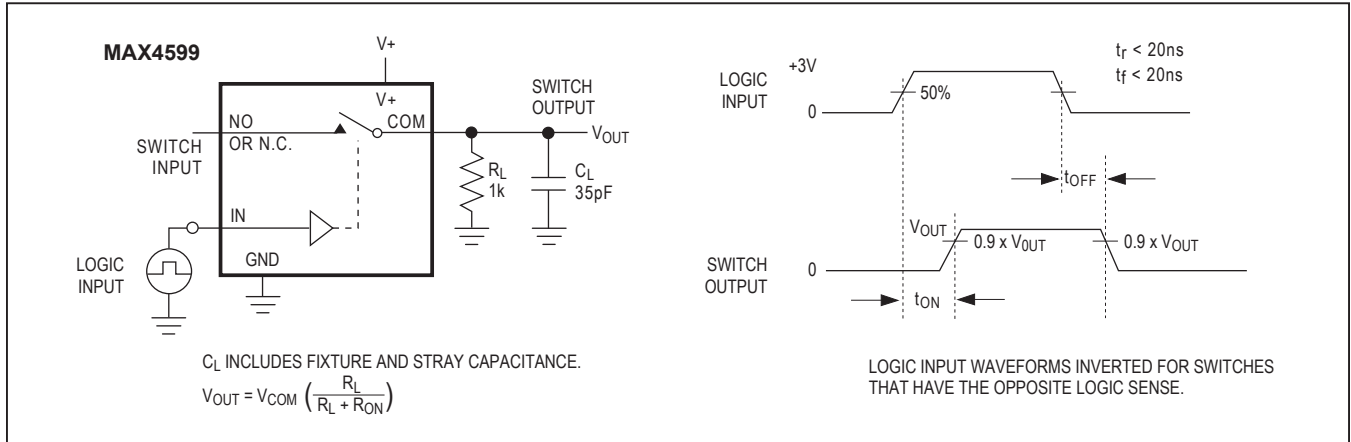 MAX4599
V+
V+
NO
OR N.C.
COM
SWITCH
INPUT
SWITCH
OUTPUT
VOUT
RL
1k
CL
35pF
IN
GND
LOGIC
INPUT
CL INCLUDES FIXTURE AND STRAY CAPACITANCE.
VOUT = VCOM ( RL / RL + RON )
tr < 20ns
tf < 20ns
LOGIC
INPUT
+3V
50%
0
tOFF
VOUT
0.9 x V0UT
0.9 x VOUT
SWITCH
OUTPUT
0
tON
LOGIC INPUT WAVEFORMS INVERTED FOR SWITCHES
THAT HAVE THE OPPOSITE LOGIC SENSE.